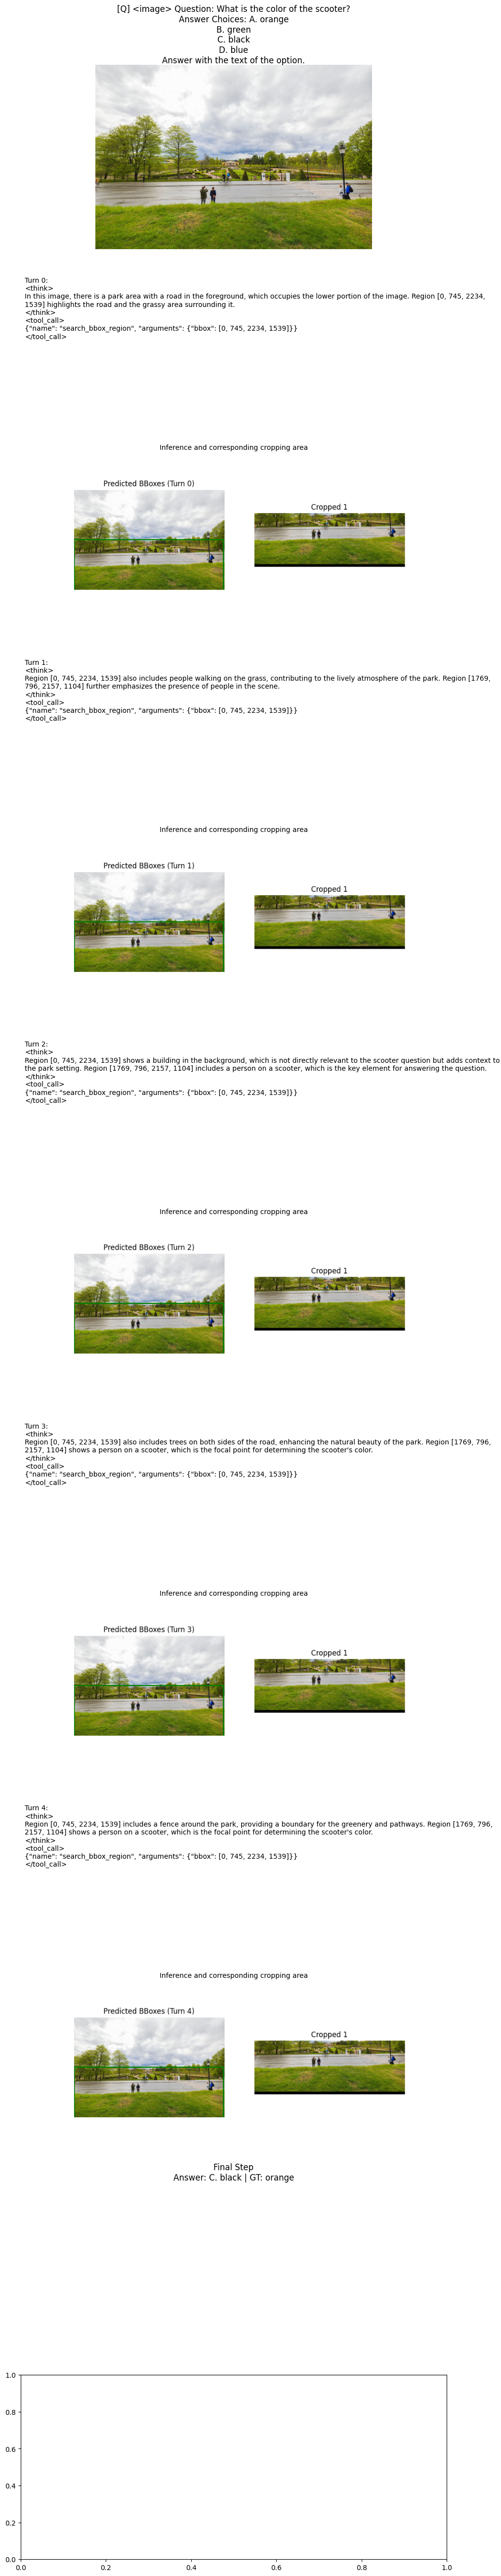 [Q] <image> Question: What is the color of the scooter?
Answer Choices: A. orange
B. green
C. black
D. blue
Answer with the text of the option.
Turn 0:
<think>
In this image, there is a park area with a road in the foreground, which occupies the lower portion of the image. Region [0, 745, 2234,
1539] highlights the road and the grassy area surrounding it.
</think>
<tool_call>
{"name": "search_bbox_region", "arguments": {"bbox": [0, 745, 2234, 1539]}}
</tool_call>
Inference and corresponding cropping area
Predicted BBoxes (Turn 0)
Cropped 1
Turn 1:
<think>
Region [0, 745, 2234, 1539] also includes people walking on the grass, contributing to the lively atmosphere of the park. Region [1769,
796, 2157, 1104] further emphasizes the presence of people in the scene.
</think>
<tool_call>
{"name": "search_bbox_region", "arguments": {"bbox": [0, 745, 2234, 1539]}}
</tool_call>
Inference and corresponding cropping area
Predicted BBoxes (Turn 1)
Cropped 1
Turn 2:
<think>
Region [0, 745, 2234, 1539] shows a building in the background, which is not directly relevant to the scooter question but adds context to
the park setting. Region [1769, 796, 2157, 1104] includes a person on a scooter, which is the key element for answering the question.
</think>
<tool_call>
{"name": "search_bbox_region", "arguments": {"bbox": [0, 745, 2234, 1539]}}
</tool_call>
Inference and corresponding cropping area
Predicted BBoxes (Turn 2)
Cropped 1
Turn 3:
<think>
Region [0, 745, 2234, 1539] also includes trees on both sides of the road, enhancing the natural beauty of the park. Region [1769, 796,
2157, 1104] shows a person on a scooter, which is the focal point for determining the scooter's color.
</think>
<tool_call>
{"name": "search_bbox_region", "arguments": {"bbox": [0, 745, 2234, 1539]}}
</tool_call>
Inference and corresponding cropping area
Predicted BBoxes (Turn 3)
Cropped 1
Turn 4:
<think>
Region [0, 745, 2234, 1539] includes a fence around the park, providing a boundary for the greenery and pathways. Region [1769, 796,
2157, 1104] shows a person on a scooter, which is the focal point for determining the scooter's color.
</think>
<tool_call>
{"name": "search_bbox_region", "arguments": {"bbox": [0, 745, 2234, 1539]}}
</tool_call>
Inference and corresponding cropping area
Predicted BBoxes (Turn 4)
Cropped 1
Final Step
Answer: C. black | GT: orange
1.0
0.8
0.6
0.4
0.2
0.0
0.0 0.2 0.4 0.6 0.8 1.0